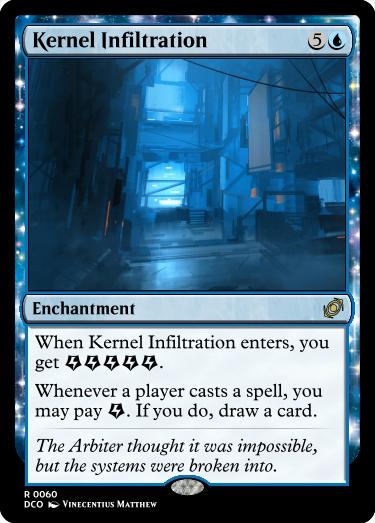 Kernel Infiltration 5
Enchantment
When Kernel Infiltration enters, you
get .
Whenever a player casts a spell, you
may pay . If you do, draw a card.
The Arbiter thought it was impossible,
but the systems were broken into.
R 0060
DCO Vinecentius Matthew